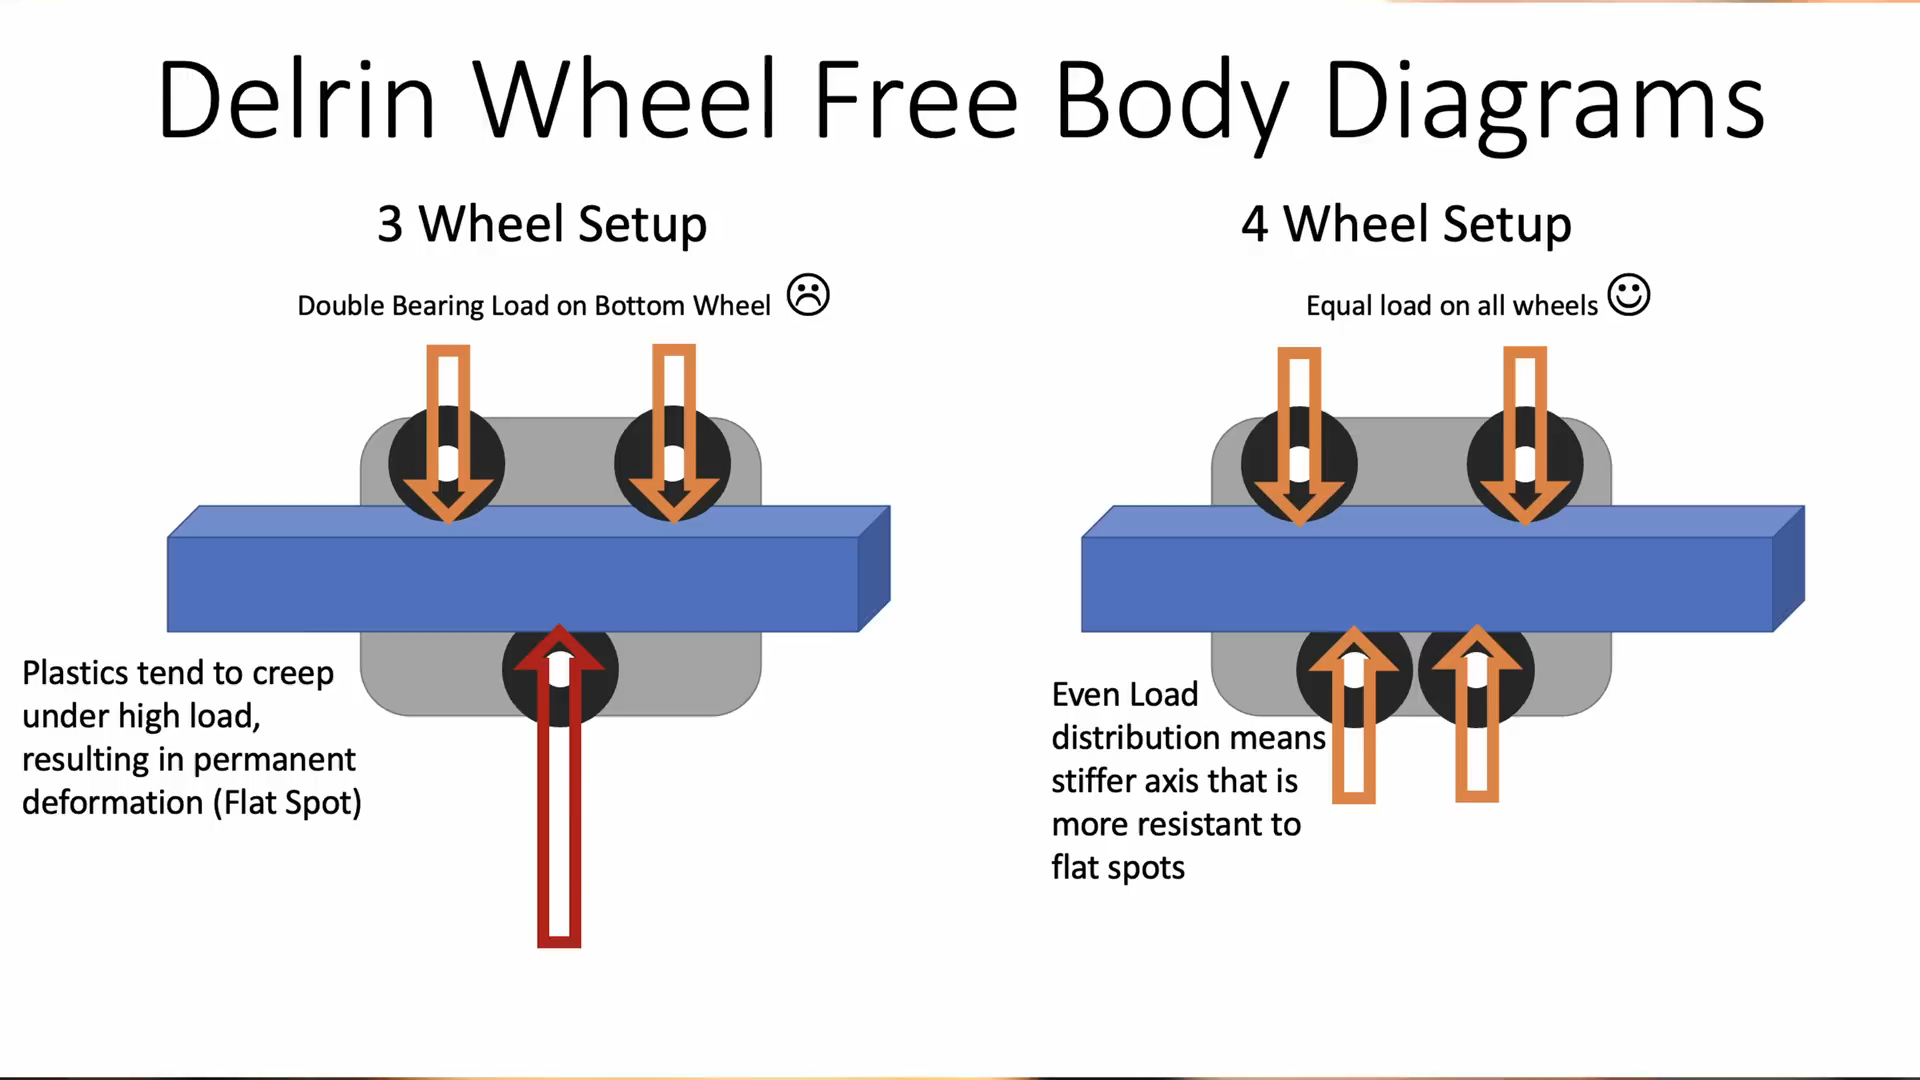 Delrin Wheel Free Body Diagrams
3 Wheel Setup
Double Bearing Load on Bottom Wheel
Plastics tend to creep
under high load,
resulting in permanent
deformation (Flat Spot)
4 Wheel Setup
Equal load on all wheels
Even Load
distribution means
stiffer axis that is
more resistant to
flat spots